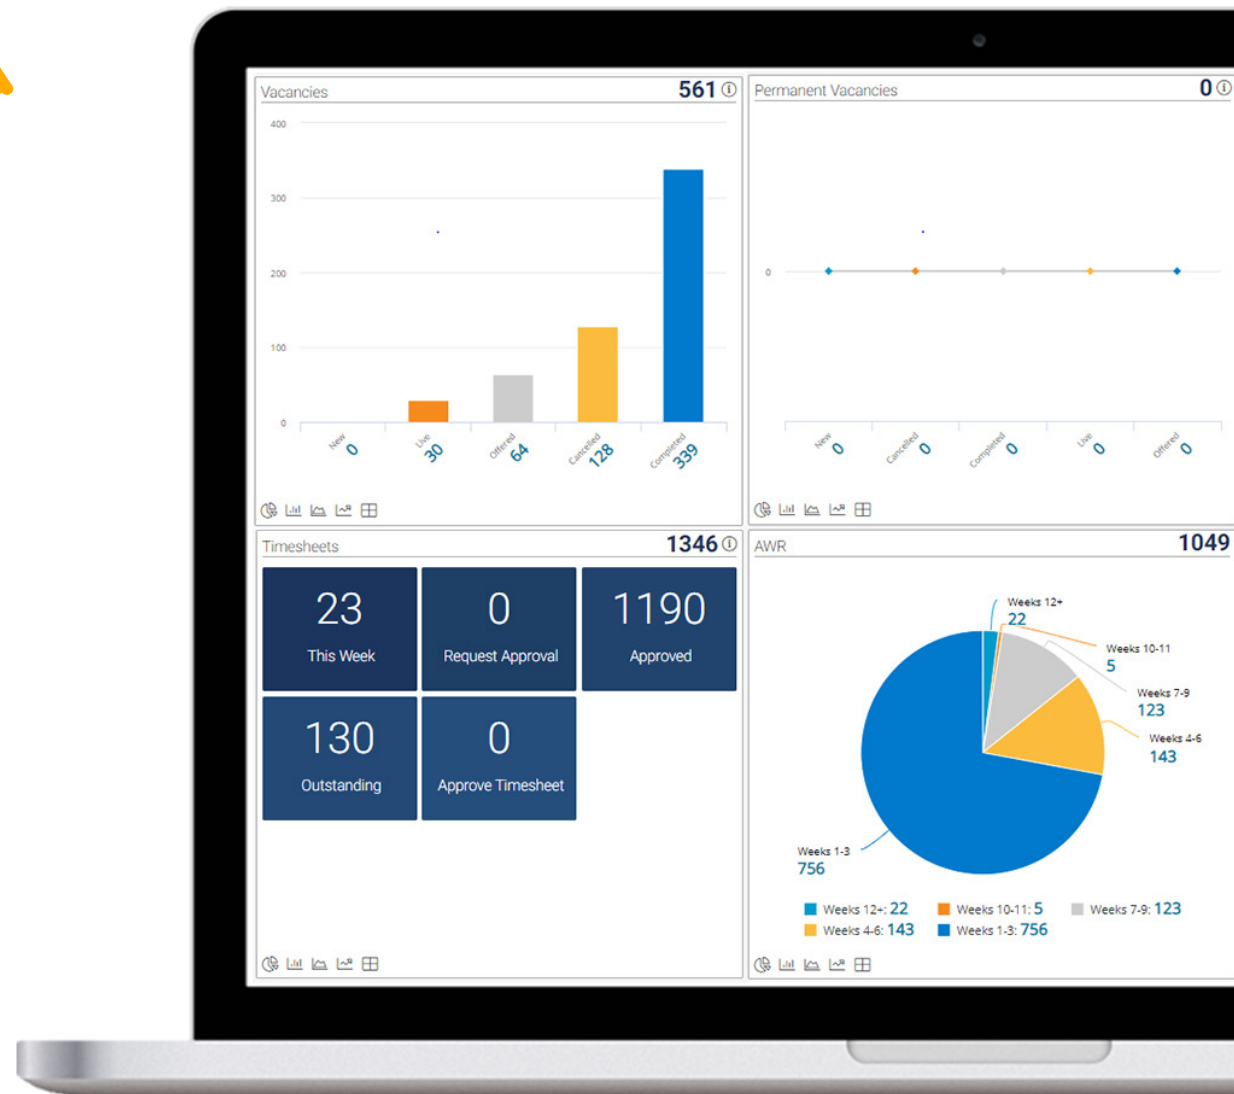 Vacancies 561
400
300
200
100
0
New 0
Live 30
Offered 64
Cancelled 128
Completed 339
Permanent Vacancies 0
0
New 0
Cancelled 0
Completed 0
Live 0
Offered 0
Timesheets 1346
23
This Week
0
Request Approval
1190
Approved
130
Outstanding
0
Approve Timesheet
AWR 1049
Weeks 12+
22
Weeks 10-11
5
Weeks 7-9
123
Weeks 4-6
143
Weeks 1-3
756
Weeks 12+: 22 Weeks 10-11: 5 Weeks 7-9: 123
Weeks 4-6: 143 Weeks 1-3: 756